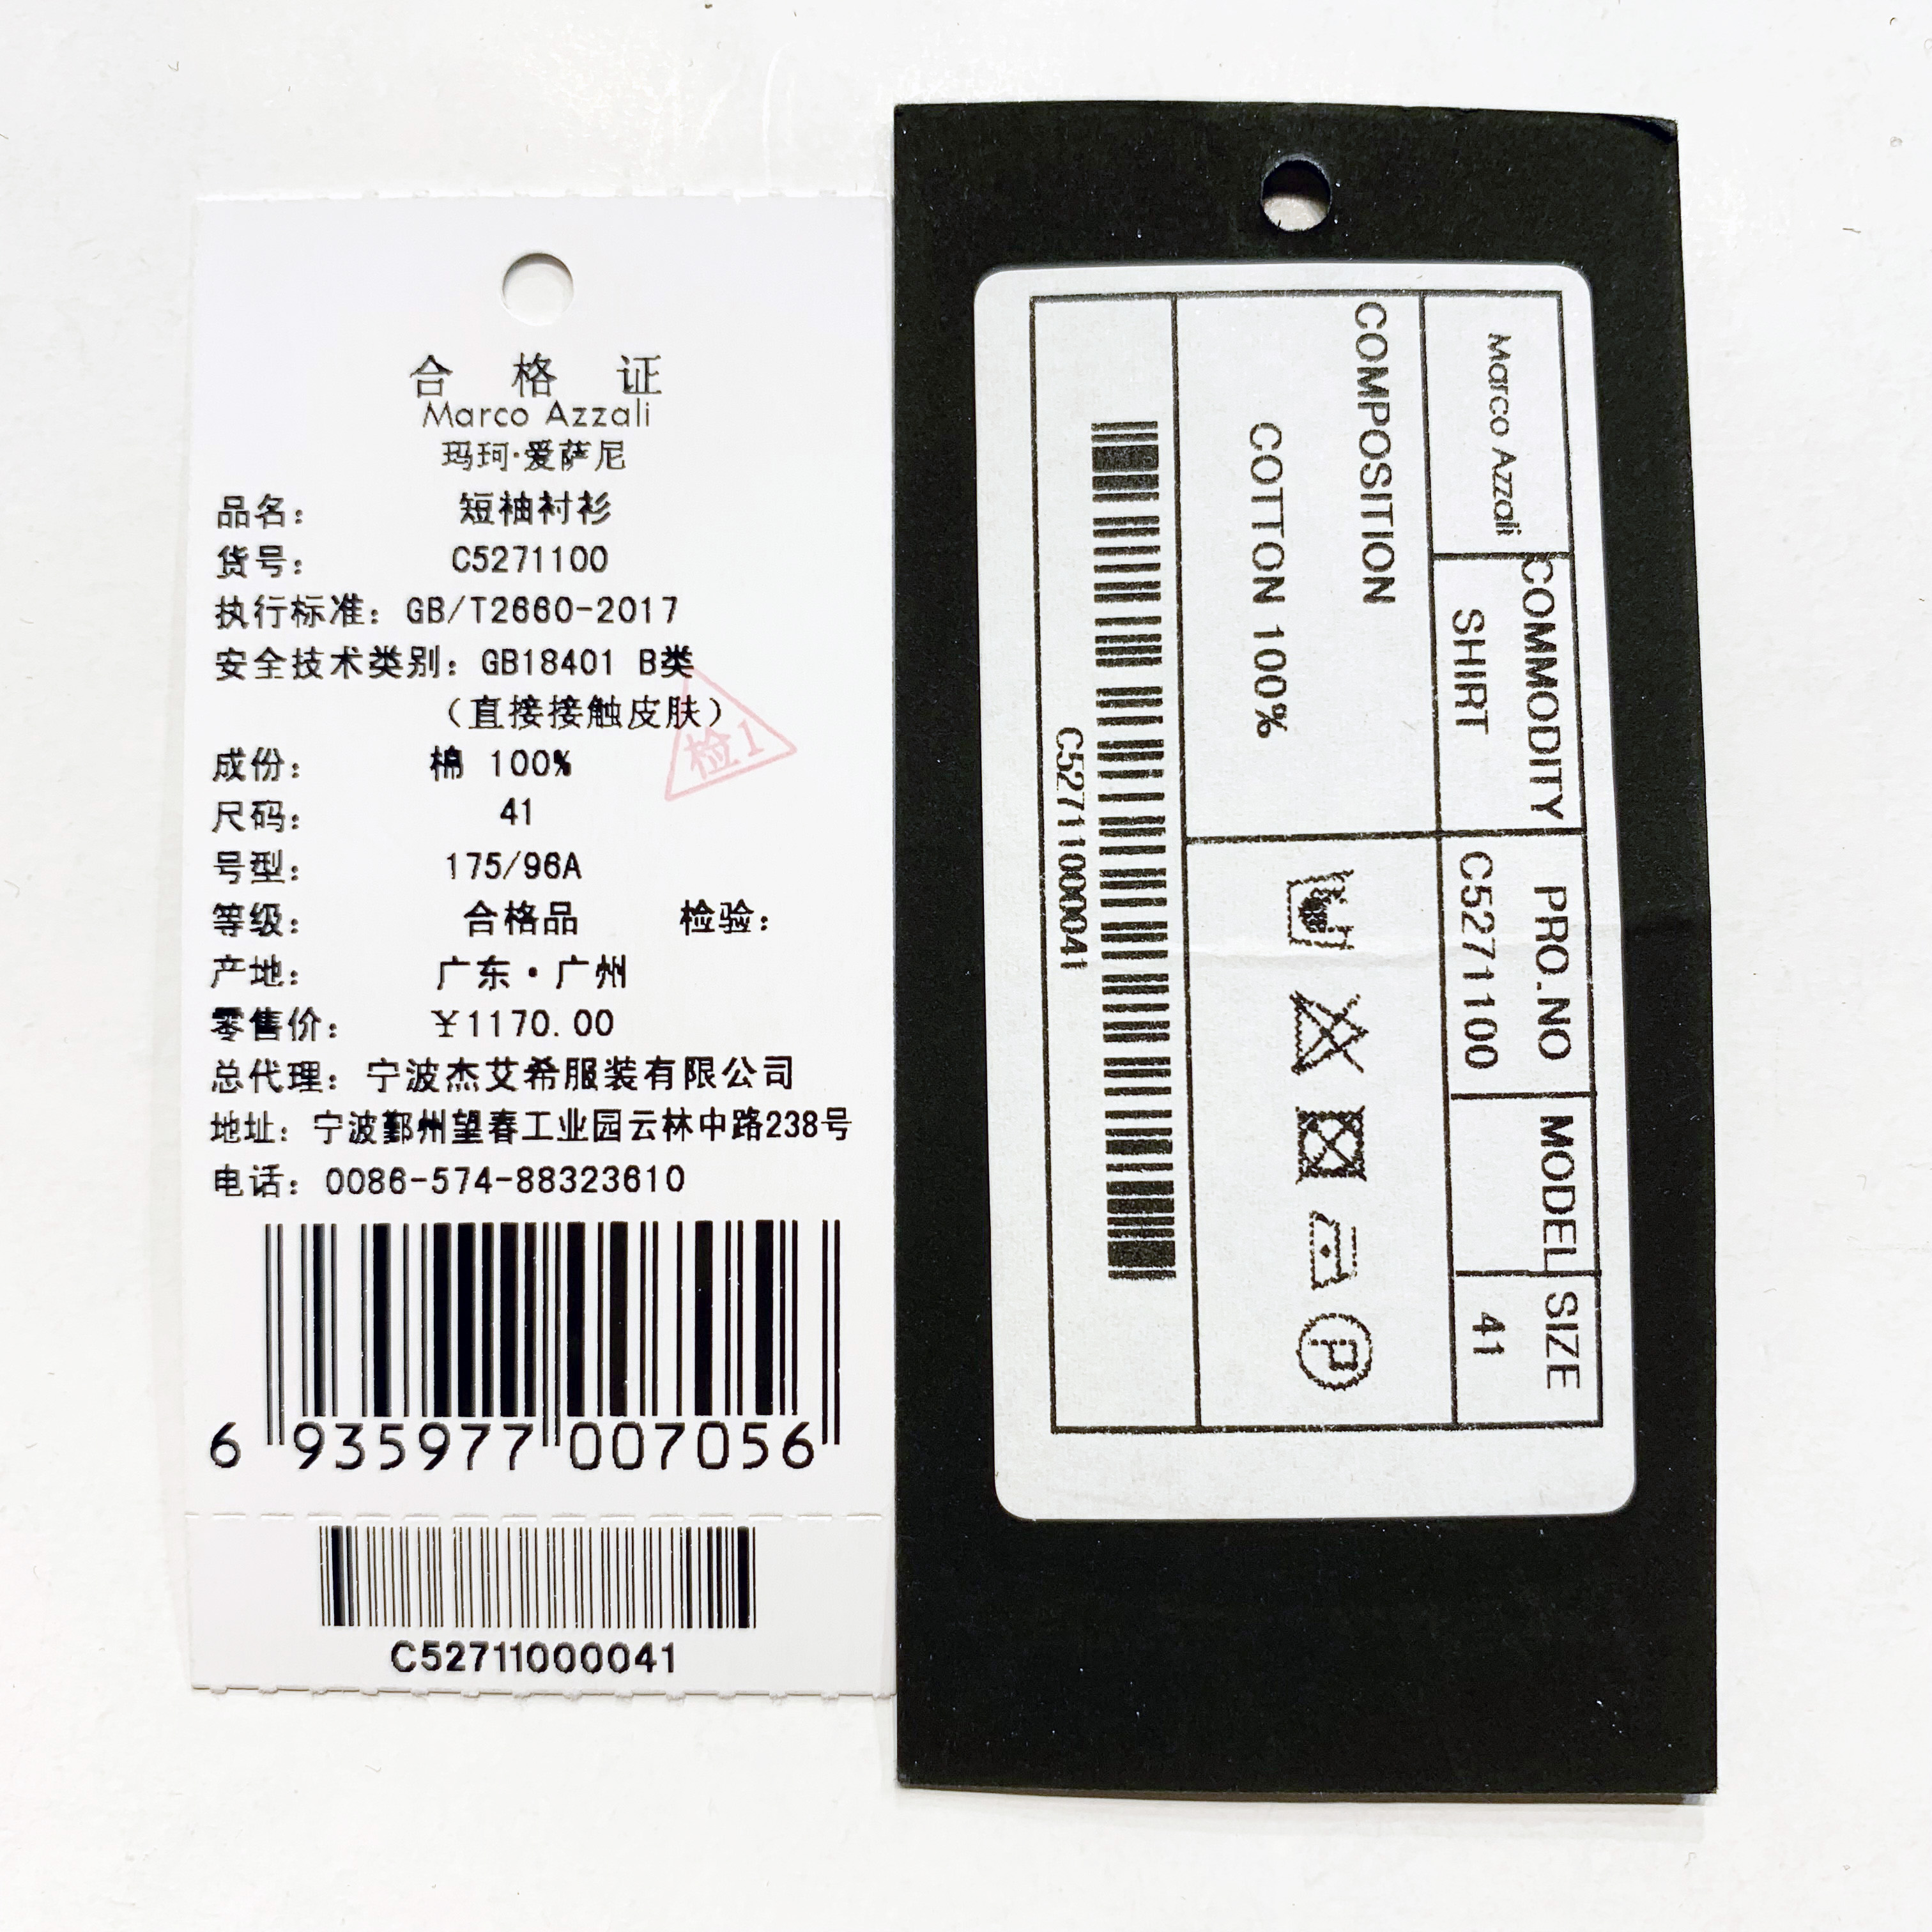 合 格 证
Marco Azzali
玛珂·爱萨尼
品名: 短袖衬衫
货号: C5271100
执行标准: GB/T2660-2017
安全技术类别: GB18401 B类
(直接接触皮肤)
检1
成份: 棉 100%
尺码: 41
号型: 175/96A
等级: 合格品 检验:
产地: 广东·广州
零售价: ¥1170.00
总代理: 宁波杰艾希服装有限公司
地址: 宁波鄞州望春工业园云林中路238号
电话: 0086-574-88323610
6 935977 007056
C52711000041
Marco Azzali
COMMODITY
SHIRT
PRO.NO
C5271100
MODEL
SIZE
41
COMPOSITION
COTTON 100%
P
C52711000041